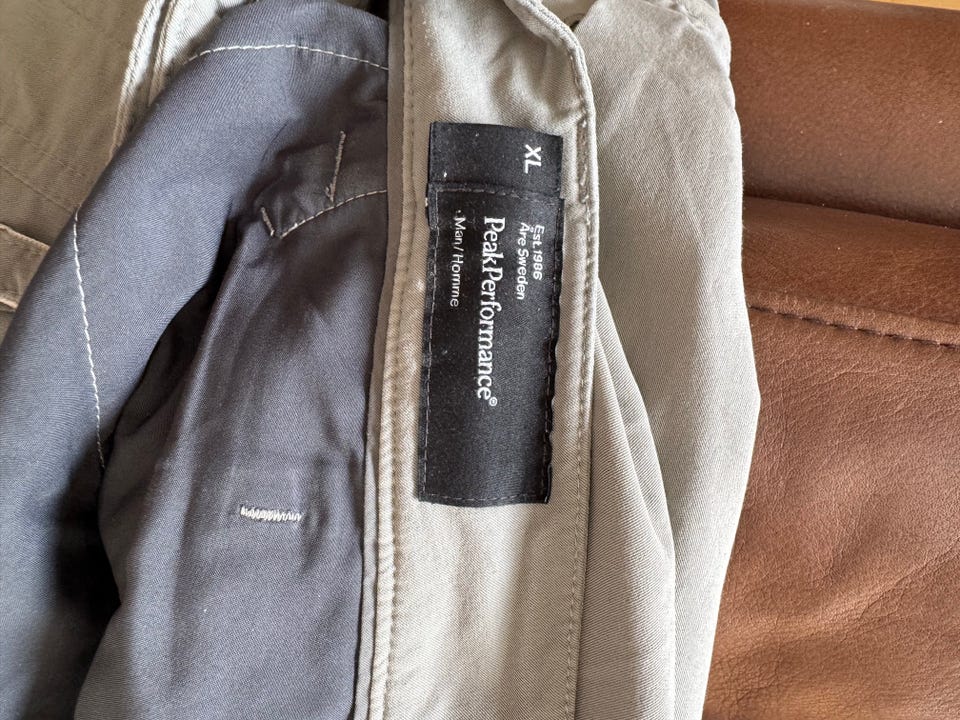 XL
Est.1986
Åre Sweden
PeakPerformance®
Man/Homme